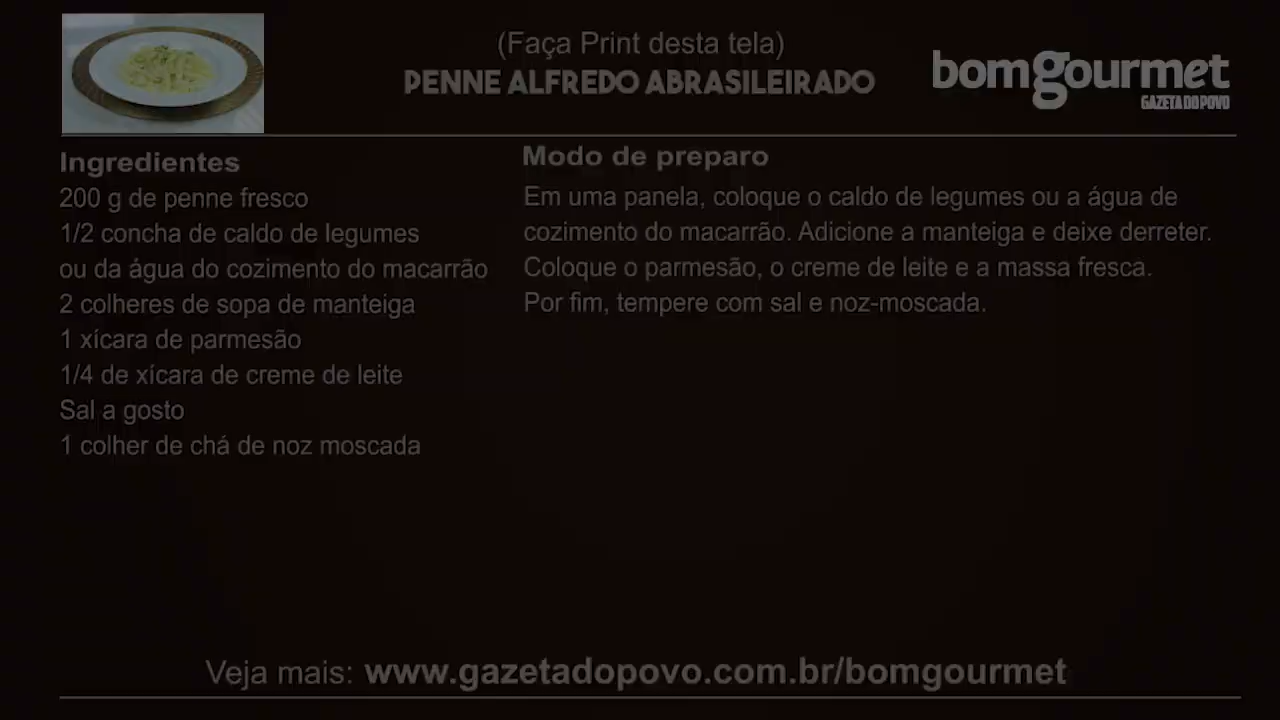 (Faça Print desta tela)
PENNE ALFREDO ABRASILEIRADO
bomgourmet
GAZETA DO POVO
Ingredientes
200 g de penne fresco
1/2 concha de caldo de legumes
ou da água do cozimento do macarrão
2 colheres de sopa de manteiga
1 xícara de parmesão
1/4 de xícara de creme de leite
Sal a gosto
1 colher de chá de noz moscada
Modo de preparo
Em uma panela, coloque o caldo de legumes ou a água de
cozimento do macarrão. Adicione a manteiga e deixe derreter.
Coloque o parmesão, o creme de leite e a massa fresca.
Por fim, tempere com sal e noz-moscada.
Veja mais: www.gazetadopovo.com.br/bomgourmet